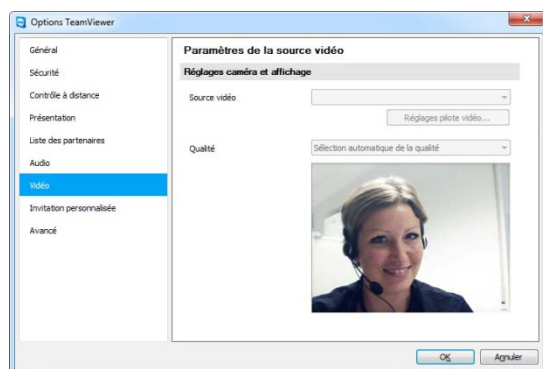 Options TeamViewer
Général
Sécurité
Contrôle à distance
Présentation
Liste des partenaires
Audio
Vidéo
Invitation personnalisée
Avancé
Paramètres de la source vidéo
Réglages caméra et affichage
Source vidéo
Réglages pilote vidéo...
Qualité
Sélection automatique de la qualité
OK
Annuler